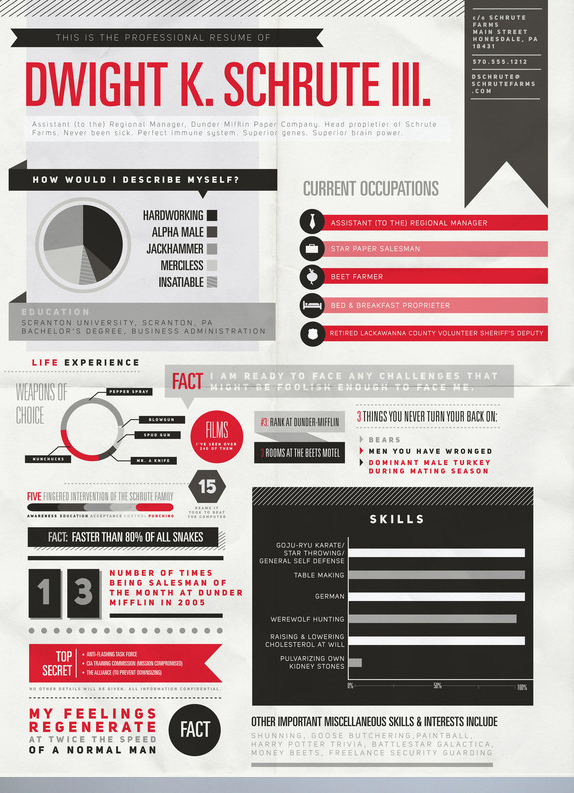 THIS IS THE PROFESSIONAL RESUME OF
DWIGHT K. SCHRUTE III.
Assistant (to the) Regional Manager, Dunder Mifflin Paper Company. Head propietier of Schrute
Farms. Never been sick. Perfect immune system. Superior genes. Superior brain power.
c/o SCHRUTE
FARMS
MAIN STREET
HONESDALE, PA
18431
570.555.1212
DSCHRUTE@
SCHRUTEFARMS
.COM
HOW WOULD I DESCRIBE MYSELF?
HARDWORKING
ALPHA MALE
JACKHAMMER
MERCILESS
INSATIABLE
CURRENT OCCUPATIONS
ASSISTANT (TO THE) REGIONAL MANAGER
STAR PAPER SALESMAN
BEET FARMER
BED & BREAKFAST PROPRIETER
RETIRED LACKAWANNA COUNTY VOLUNTEER SHERIFF'S DEPUTY
EDUCATION
SCRANTON UNIVERSITY, SCRANTON, PA
BACHELOR'S DEGREE, BUSINESS ADMINISTRATION
LIFE EXPERIENCE
FACT I AM READY TO FACE ANY CHALLENGES THAT
MIGHT BE FOOLISH ENOUGH TO FACE ME.
WEAPONS OF
CHOICE
PEPPER SPRAY
BLOWGUN
SPUD GUN
NUNCHUCKS
MR. A KNIFE
FILMS
I'VE SEEN OVER
240 OF THEM
#3: RANK AT DUNDER-MIFFLIN
3 ROOMS AT THE BEETS MOTEL
3 THINGS YOU NEVER TURN YOUR BACK ON:
BEARS
MEN YOU HAVE WRONGED
DOMINANT MALE TURKEY
DURING MATING SEASON
15
FIVE FINGERED INTERVENTION OF THE SCHRUTE FAMILY
AWARENESS EDUCATION ACCEPTANCE CONTROL PUNCHING
FACT: FASTER THAN 80% OF ALL SNAKES
13
NUMBER OF TIMES
BEING SALESMAN OF
THE MONTH AT DUNDER
MIFFLIN IN 2005
SKILLS
GOJU-RYU KARATE/
STAR THROWING/
GENERAL SELF DEFENSE
TABLE MAKING
GERMAN
WEREWOLF HUNTING
RAISING & LOWERING
CHOLESTEROL AT WILL
PULVARIZING OWN
KIDNEY STONES
0% 50% 100%
TOP
SECRET
ANTI-FLASHING TASK FORCE
CIA TRAINING COMMISSION (MISSION COMPROMISED)
THE ALLIANCE (TO PREVENT DOWNSIZING)
NO OTHER DETAILS WILL BE GIVEN. ALL INFORMATION CONFIDENTIAL.
MY FEELINGS
REGENERATE
AT TWICE THE SPEED
OF A NORMAL MAN
FACT
OTHER IMPORTANT MISCELLANEOUS SKILLS & INTERESTS INCLUDE
SHUNNING, GOOSE BUTCHERING,PAINTBALL,
HARRY POTTER TRIVIA, BATTLESTAR GALACTICA,
MONEY BEETS, FREELANCE SECURITY GUARDING